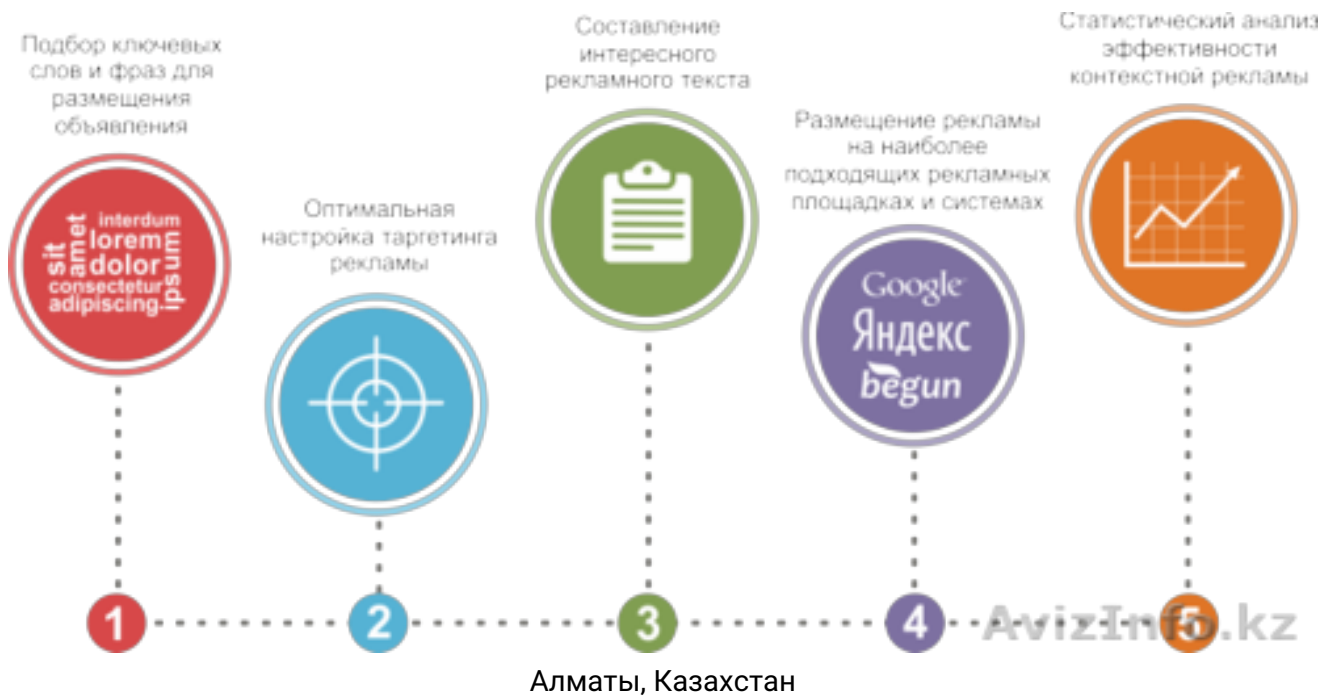 Подбор ключевых
слов и фраз для
размещения
объявления
interdum
sit
amet
lorem
dolor
ipsum
consectetur
adipiscing
Оптимальная
настройка таргетинга
рекламы
Составление
интересного
рекламного текста
Размещение рекламы
на наиболее
подходящих рекламных
площадках и системах
Google
Яндекс
begun
Статистический анализ
эффективности
контекстной рекламы
1
2
3
4
5
AvizInfo.kz
Алматы, Казахстан